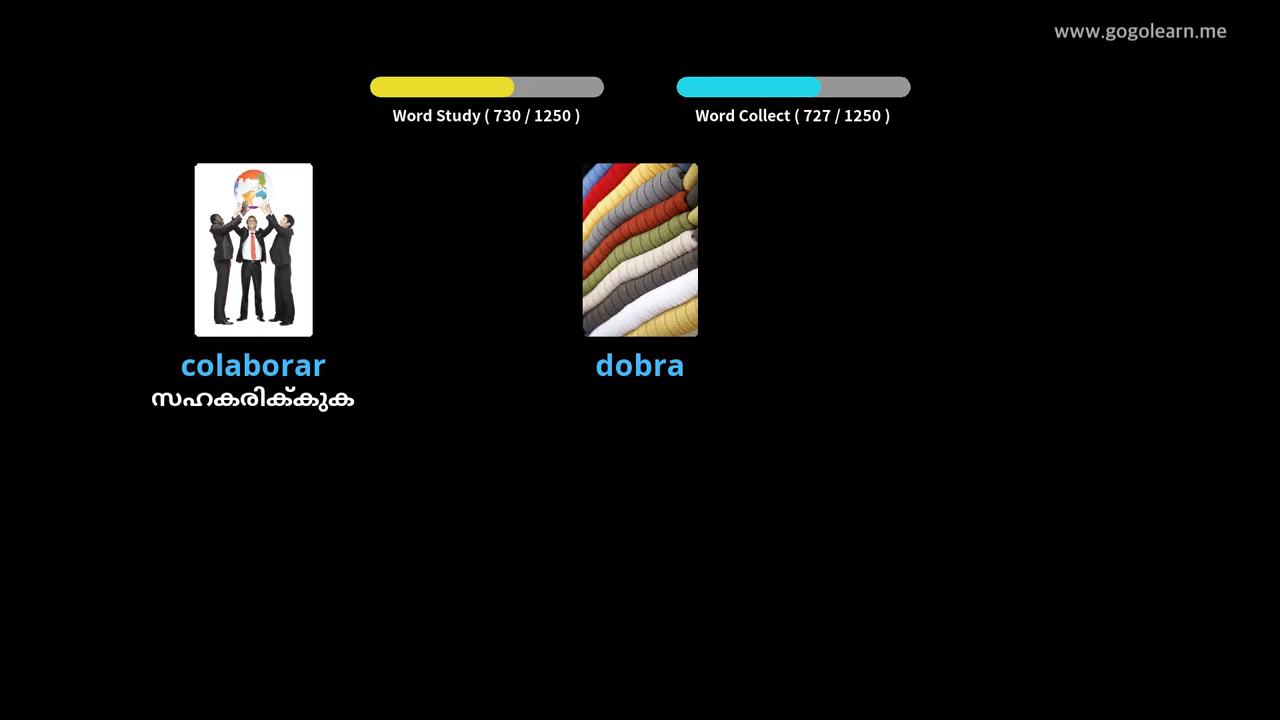 www.gogolearn.me
Word Study ( 730 / 1250 )
Word Collect ( 727 / 1250 )
colaborar
സഹകരിക്കുക
dobra